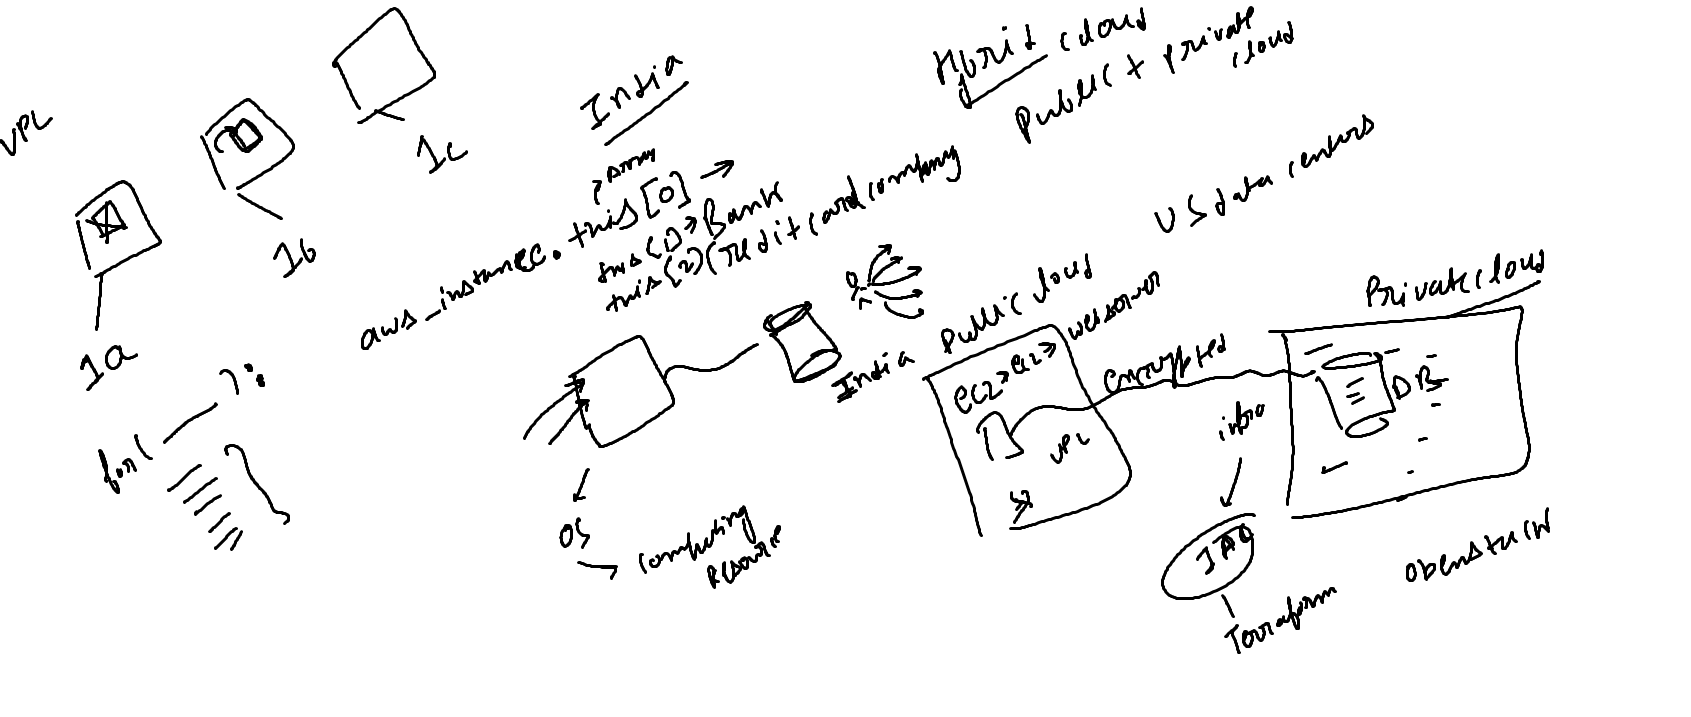 VPC
1a
1b
1c
for( ):
India
Array
aws_instance.this[0] →
this[1] → Bank
this[2] Credit card company
OS
→ computing
resource
India
Hybrid cloud
Public + private
cloud
US data centers
Public cloud
EC2 → EC2 → webserver
VPC
encrypted
Private cloud
DB
infra
IAC
Terraform
Openstack